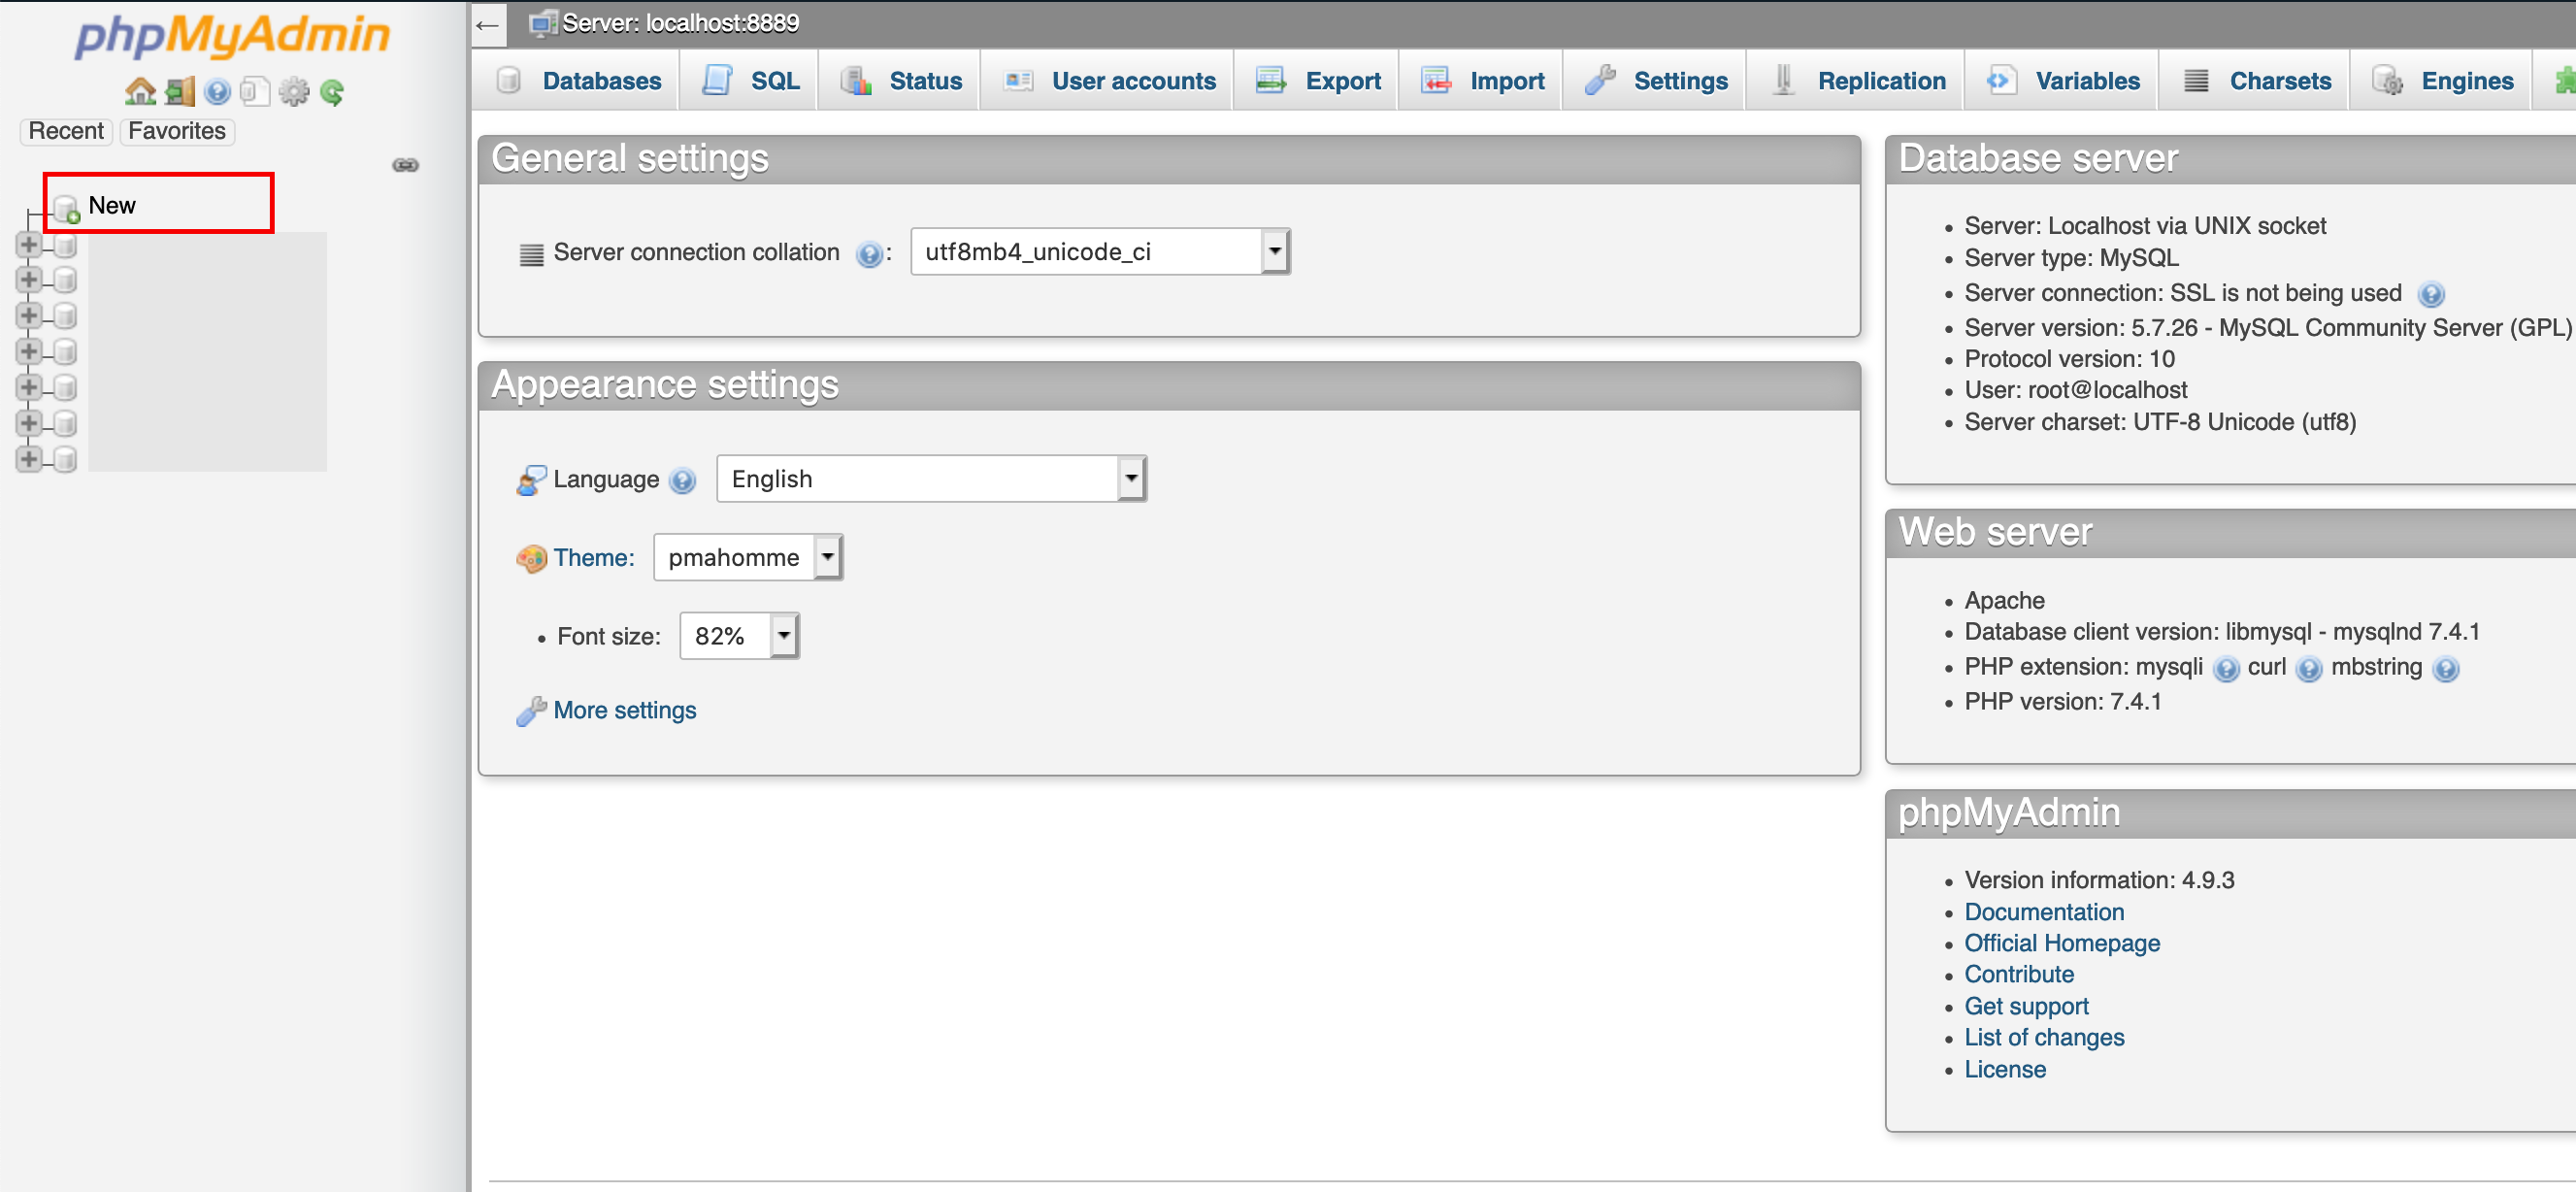 phpMyAdmin
Recent Favorites
New
← Server: localhost:8889
Databases SQL Status User accounts Export Import Settings Replication Variables Charsets Engines
General settings
Server connection collation : utf8mb4_unicode_ci
Appearance settings
Language English
Theme: pmahomme
• Font size: 82%
More settings
Database server
• Server: Localhost via UNIX socket
• Server type: MySQL
• Server connection: SSL is not being used
• Server version: 5.7.26 - MySQL Community Server (GPL)
• Protocol version: 10
• User: root@localhost
• Server charset: UTF-8 Unicode (utf8)
Web server
• Apache
• Database client version: libmysql - mysqlnd 7.4.1
• PHP extension: mysqli curl mbstring
• PHP version: 7.4.1
phpMyAdmin
• Version information: 4.9.3
• Documentation
• Official Homepage
• Contribute
• Get support
• List of changes
• License